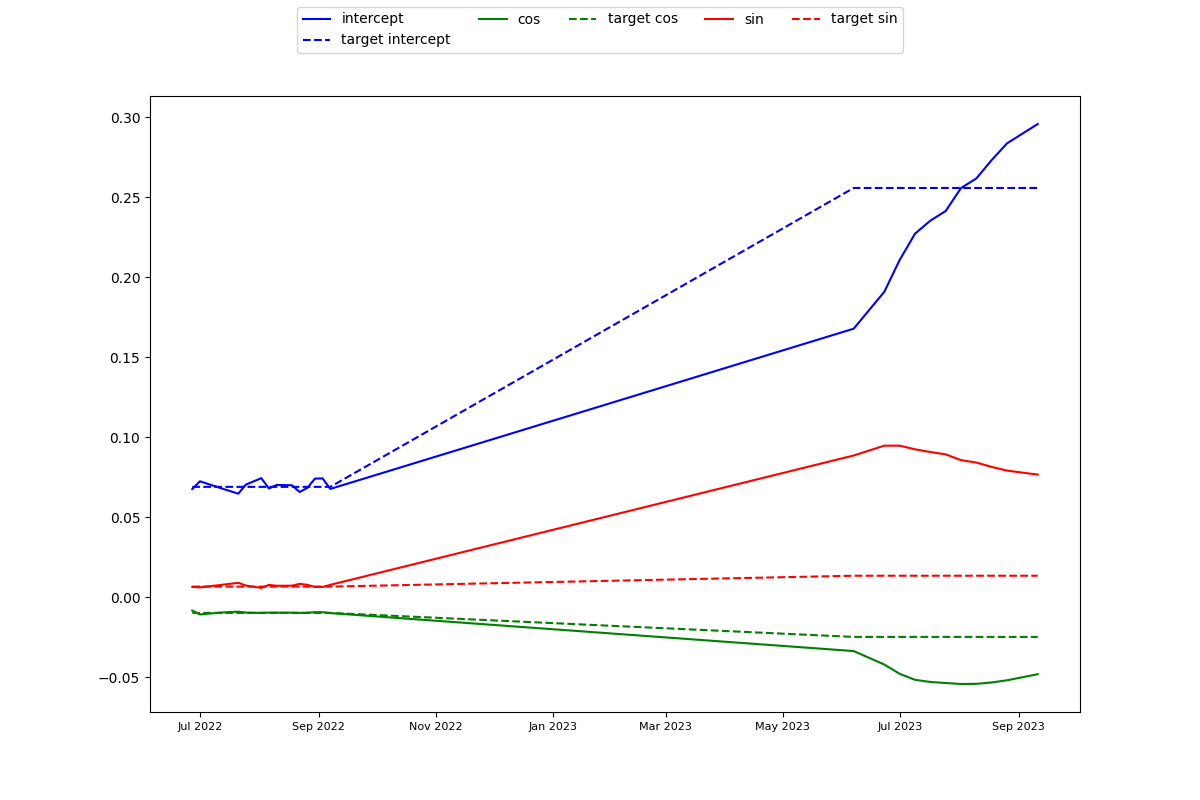 intercept cos target cos sin target sin
target intercept
0.30
0.25
0.20
0.15
0.10
0.05
0.00
−0.05
Jul 2022 Sep 2022 Nov 2022 Jan 2023 Mar 2023 May 2023 Jul 2023 Sep 2023